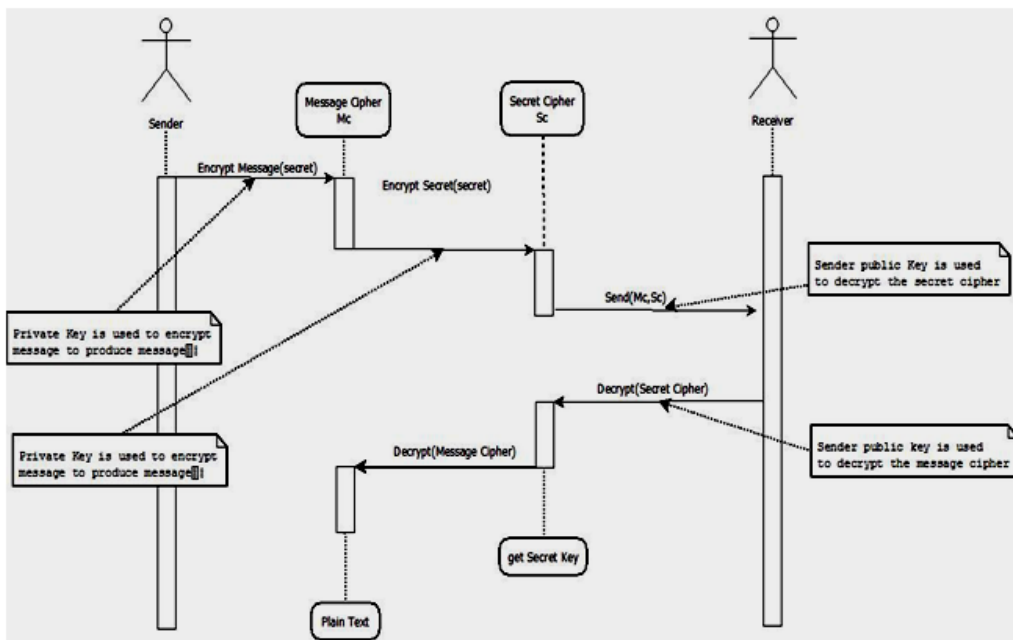 Message Cipher
Mc
Secret Cipher
Sc
Sender
Receiver
Encrypt Message(secret)
Encrypt Secret(secret)
Sender public Key is used
to decrypt the secret cipher
Send(Mc,Sc)
Private Key is used to encrypt
message to produce message
Decrypt(Secret Cipher)
Private Key is used to encrypt
message to produce message
Decrypt(Message Cipher)
Sender public key is used
to decrypt the message cipher
get Secret Key
Plain Text